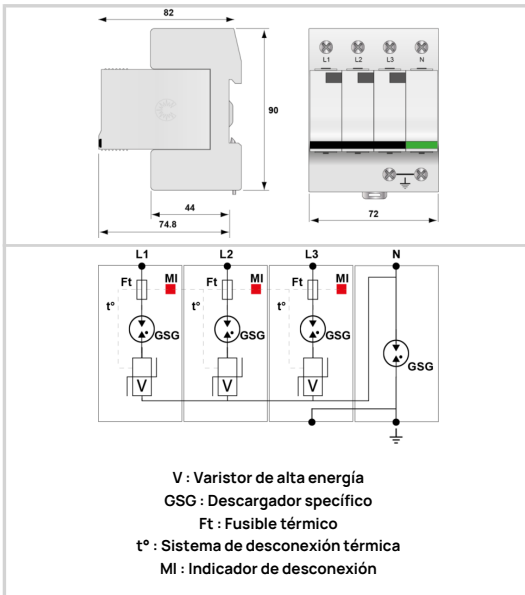 82
L1 L2 L3 N
90
44
74.8
72
L1 L2 L3 N
Ft MI Ft MI Ft MI
t° t° t°
GSG GSG GSG GSG
V V V
V : Varistor de alta energía
GSG : Descargador específico
Ft : Fusible térmico
t° : Sistema de desconexión térmica
MI : Indicador de desconexión